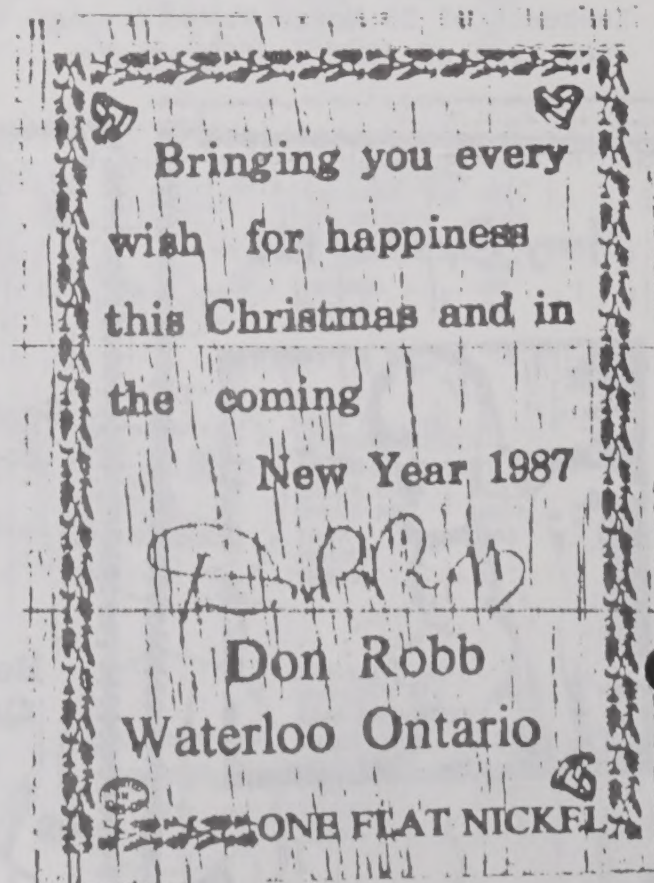 Bringing you every
wish for happiness
this Christmas and in
the coming
New Year 1987
Don Robb
Waterloo Ontario
ONE FLAT NICKEL